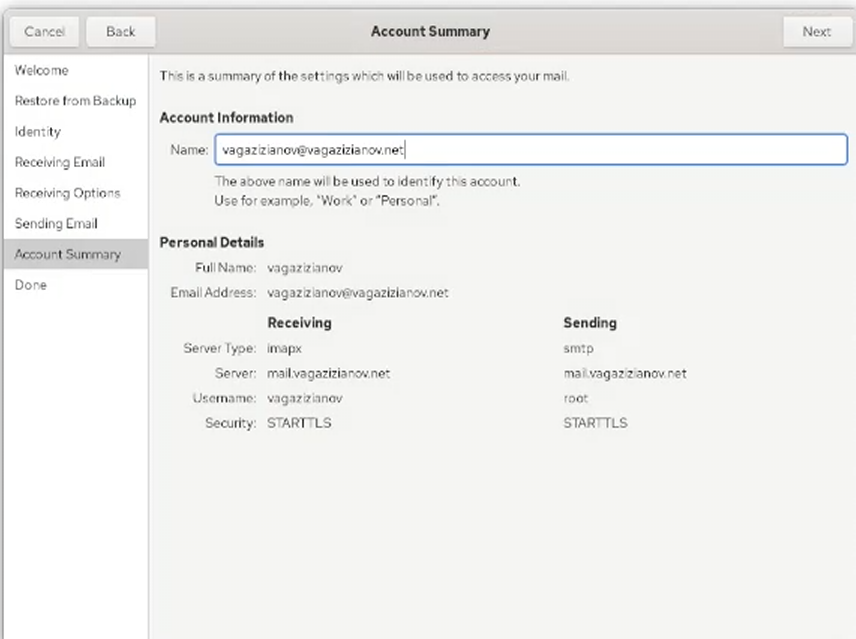 Cancel
Back
Account Summary
Next
Welcome
Restore from Backup
Identity
Receiving Email
Receiving Options
Sending Email
Account Summary
Done
This is a summary of the settings which will be used to access your mail.
Account Information
Name: vagazizianov@vagazizianov.net
The above name will be used to identify this account.
Use for example, "Work" or "Personal".
Personal Details
Full Name: vagazizianov
Email Address: vagazizianov@vagazizianov.net
Receiving Sending
Server Type: imapx smtp
Server: mail.vagazizianov.net mail.vagazizianov.net
Username: vagazizianov root
Security: STARTTLS STARTTLS